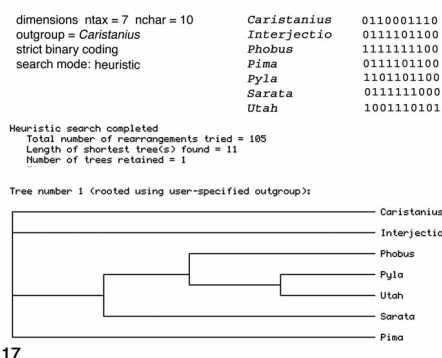 dimensions ntax = 7 nchar = 10
outgroup = Caristanius
strict binary coding
search mode: heuristic
Caristanius 0110001110
Interjectio 0111101100
Phobus 1111111100
Pima 0111101100
Pyla 1101101100
Sarata 0111111000
Utah 1001110101
Heuristic search completed
Total number of rearrangements tried = 105
Length of shortest tree(s) found = 11
Number of trees retained = 1
Tree number 1 (rooted using user-specified outgroup):
Caristanius
Interjectio
Phobus
Pyla
Utah
Sarata
Pima
17